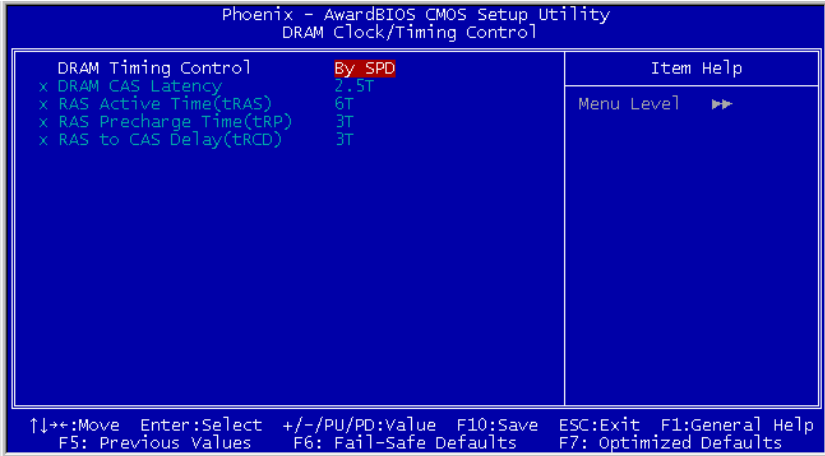 Phoenix - AwardBIOS CMOS Setup Utility
DRAM Clock/Timing Control
DRAM Timing Control By SPD
x DRAM CAS Latency 2.5T
x RAS Active Time(tRAS) 6T
x RAS Precharge Time(tRP) 3T
x RAS to CAS Delay(tRCD) 3T
Item Help
Menu Level ▶▶
↑↓→←:Move Enter:Select +/-/PU/PD:Value F10:Save ESC:Exit F1:General Help
F5: Previous Values F6: Fail-Safe Defaults F7: Optimized Defaults